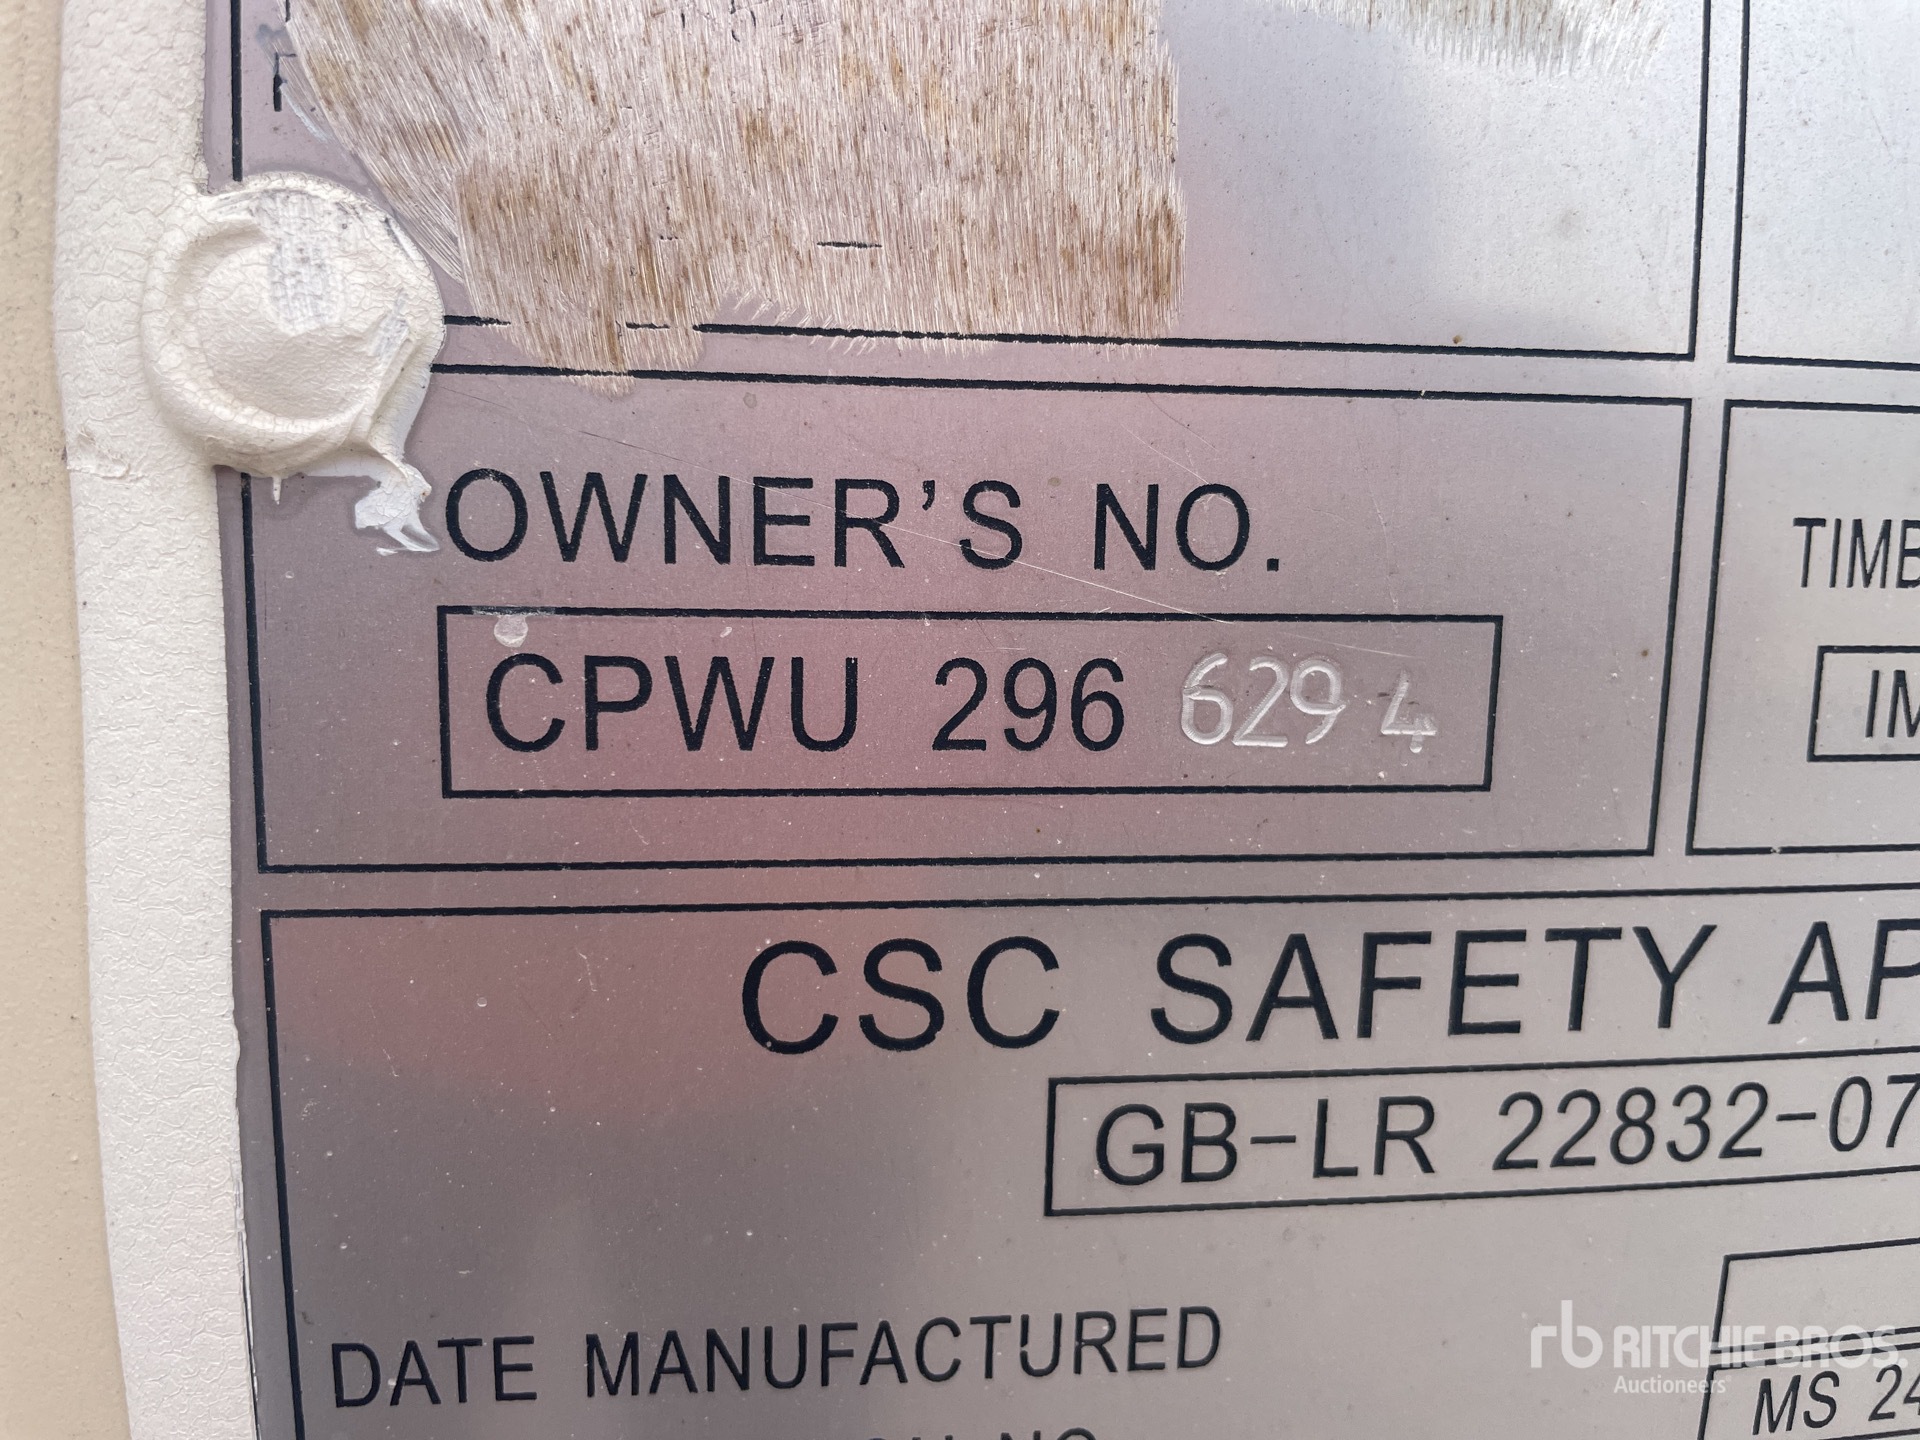 OWNER'S NO.
CPWU 296 629 4
TIMB
IM
CSC SAFETY AP
GB-LR 22832-07
DATE MANUFACTURED
MS 24
rb RITCHIE BROS.
Auctioneers